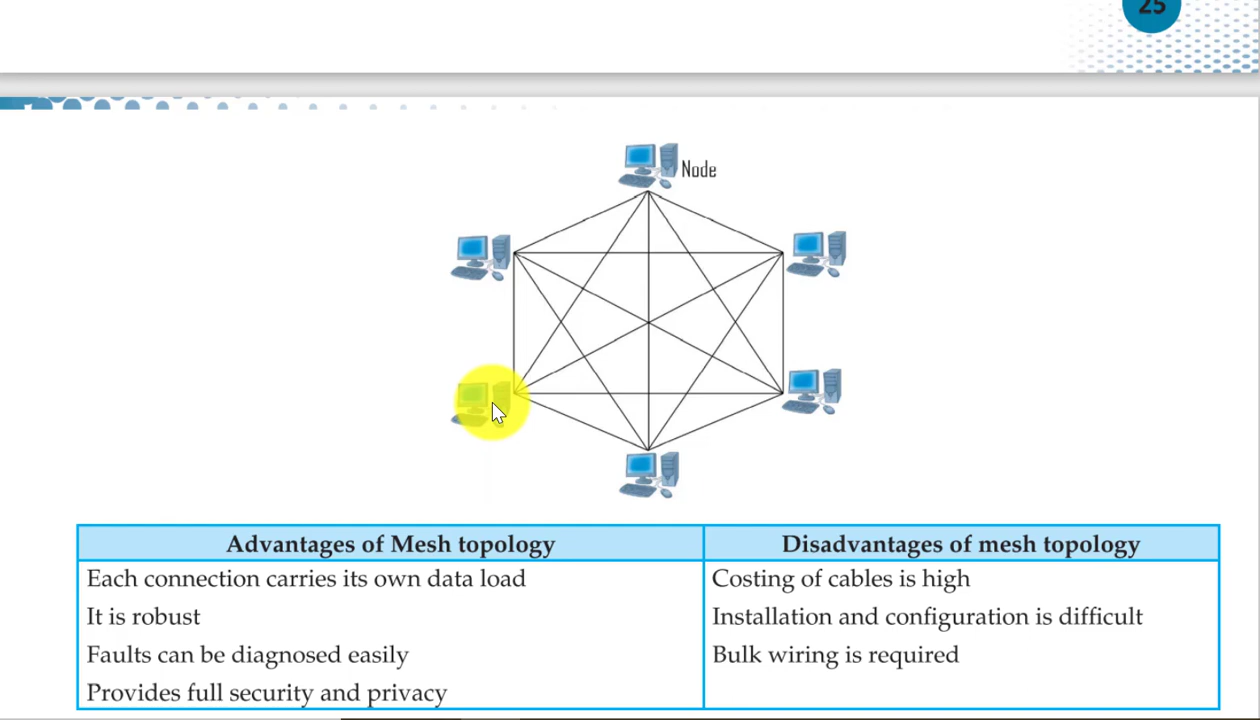 25
Node
Advantages of Mesh topology
Disadvantages of mesh topology
Each connection carries its own data load
Costing of cables is high
It is robust
Installation and configuration is difficult
Faults can be diagnosed easily
Bulk wiring is required
Provides full security and privacy